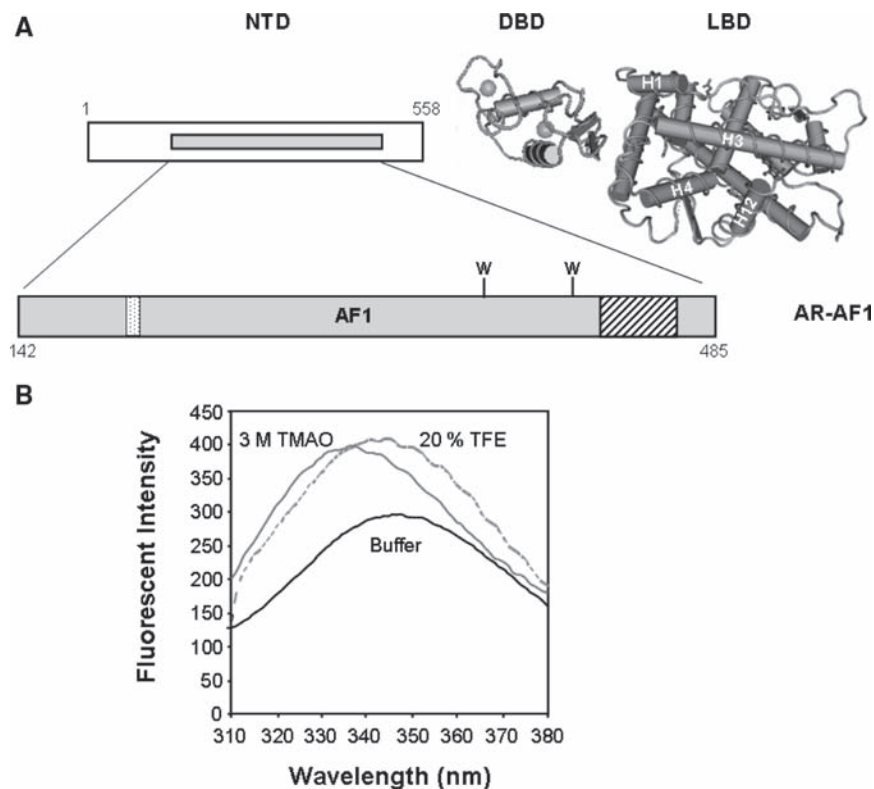 A
NTD DBD LBD
1 558
H1
H3
H4
H12
W W
AF1 AR-AF1
142 485
B
450
400
350
300
250
200
150
100
50
0
3 M TMAO 20 % TFE
Buffer
Fluorescent Intensity
310 320 330 340 350 360 370 380
Wavelength (nm)